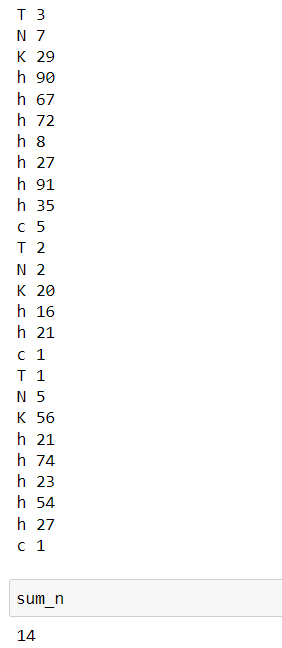 T 3
N 7
K 29
h 90
h 67
h 72
h 8
h 27
h 91
h 35
c 5
T 2
N 2
K 20
h 16
h 21
c 1
T 1
N 5
K 56
h 21
h 74
h 23
h 54
h 27
c 1
sum_n
14